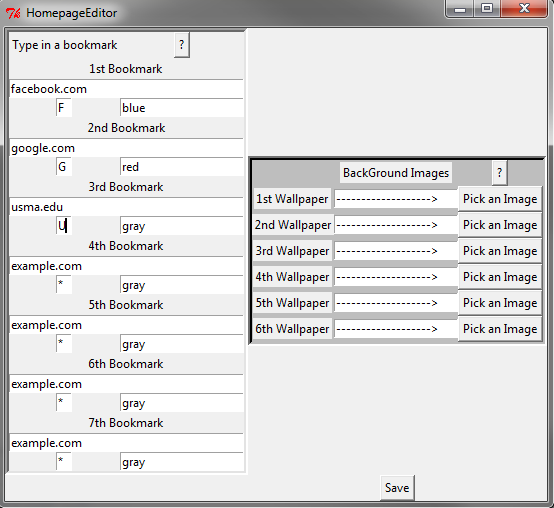 HomepageEditor
Type in a bookmark ?
1st Bookmark
facebook.com
F blue
2nd Bookmark
google.com
G red
3rd Bookmark
usma.edu
U gray
4th Bookmark
example.com
* gray
5th Bookmark
example.com
* gray
6th Bookmark
example.com
* gray
7th Bookmark
example.com
* gray
BackGround Images ?
1st Wallpaper -------------------> Pick an Image
2nd Wallpaper -------------------> Pick an Image
3rd Wallpaper -------------------> Pick an Image
4th Wallpaper -------------------> Pick an Image
5th Wallpaper -------------------> Pick an Image
6th Wallpaper -------------------> Pick an Image
Save